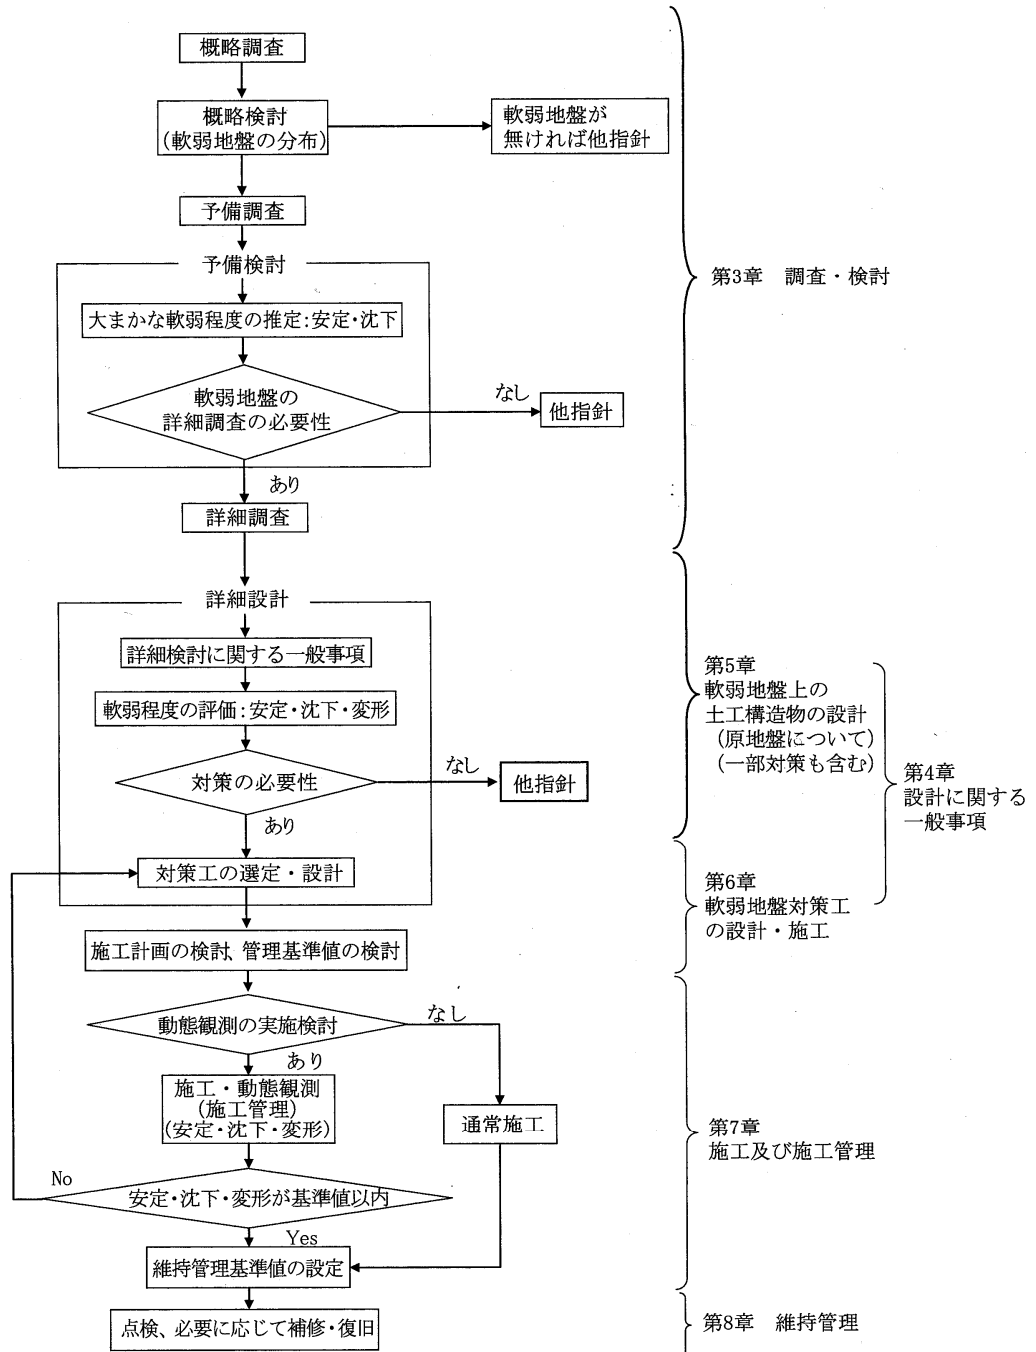 概略調査
概略検討
(軟弱地盤の分布)
軟弱地盤が
無ければ他指針
予備調査
予備検討
大まかな軟弱程度の推定:安定・沈下
軟弱地盤の
詳細調査の必要性
なし
他指針
あり
詳細調査
第3章 調査・検討
詳細設計
詳細検討に関する一般事項
軟弱程度の評価:安定・沈下・変形
対策の必要性
なし
他指針
あり
対策工の選定・設計
第5章
軟弱地盤上の
土工構造物の設計
(原地盤について)
(一部対策も含む)
第4章
設計に関する
一般事項
第6章
軟弱地盤対策工
の設計・施工
施工計画の検討、管理基準値の検討
動態観測の実施検討
なし
あり
施工・動態観測
(施工管理)
(安定・沈下・変形)
通常施工
No
安定・沈下・変形が基準値以内
Yes
維持管理基準値の設定
第7章
施工及び施工管理
点検、必要に応じて補修・復旧
第8章 維持管理